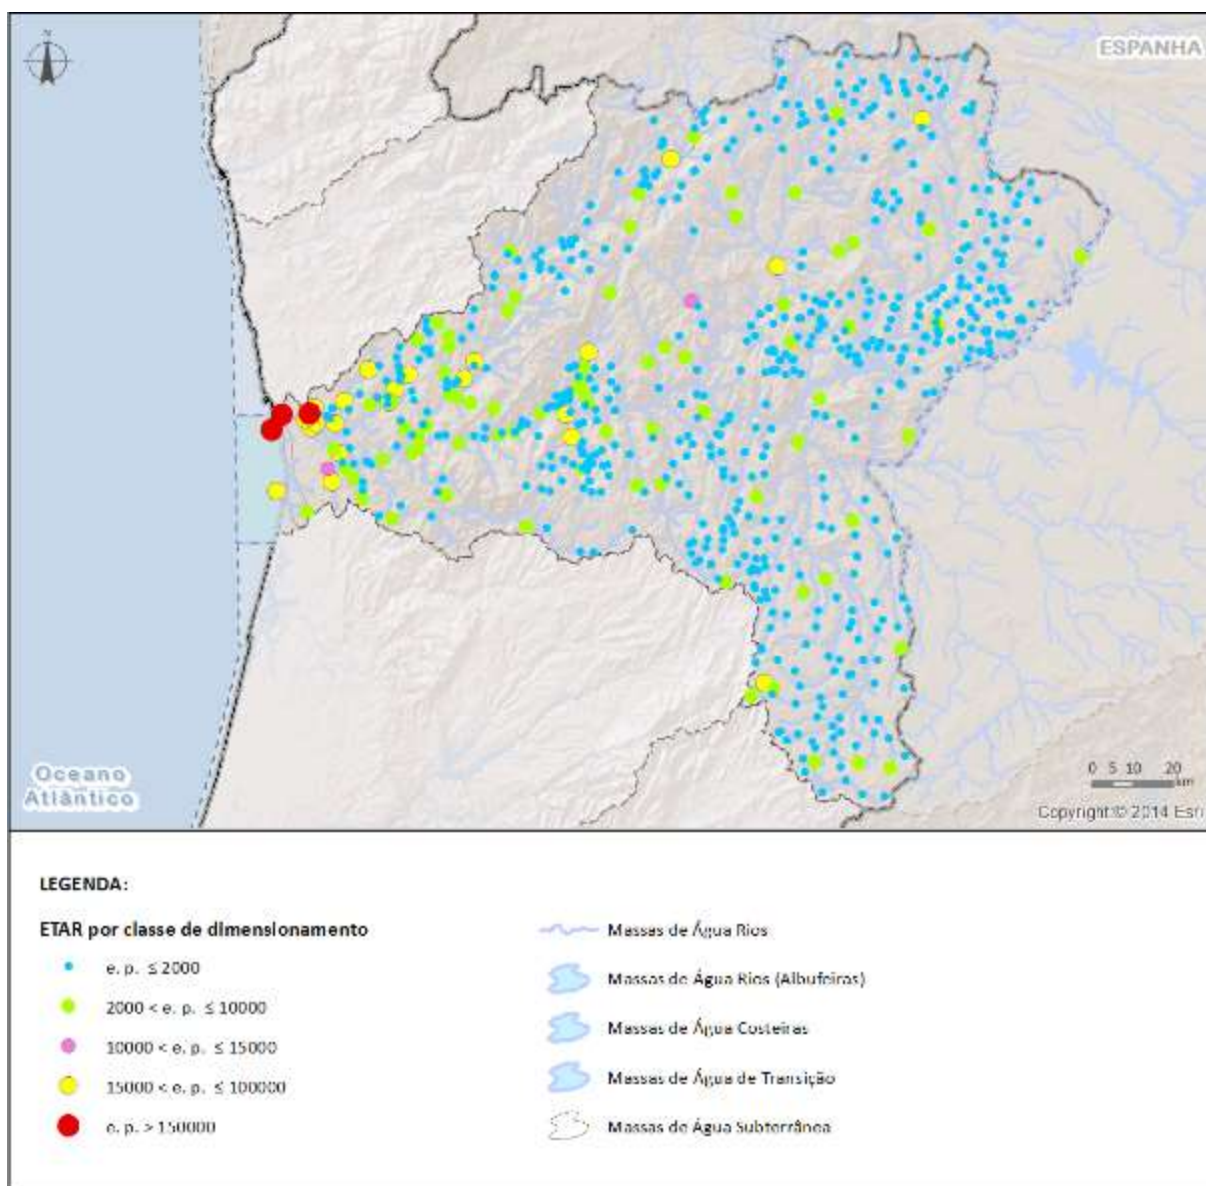 N
ESPANHA
Oceano
Atlântico
0 5 10 20
km
Copyright:© 2014 Esri
LEGENDA:
ETAR por classe de dimensionamento
e. p. ≤ 2000
2000 < e. p. ≤ 10000
10000 < e. p. ≤ 15000
15000 < e. p. ≤ 100000
e. p. > 150000
Massas de Água Rios
Massas de Água Rios (Albufeiras)
Massas de Água Costeiras
Massas de Água de Transição
Massas de Água Subterrânea